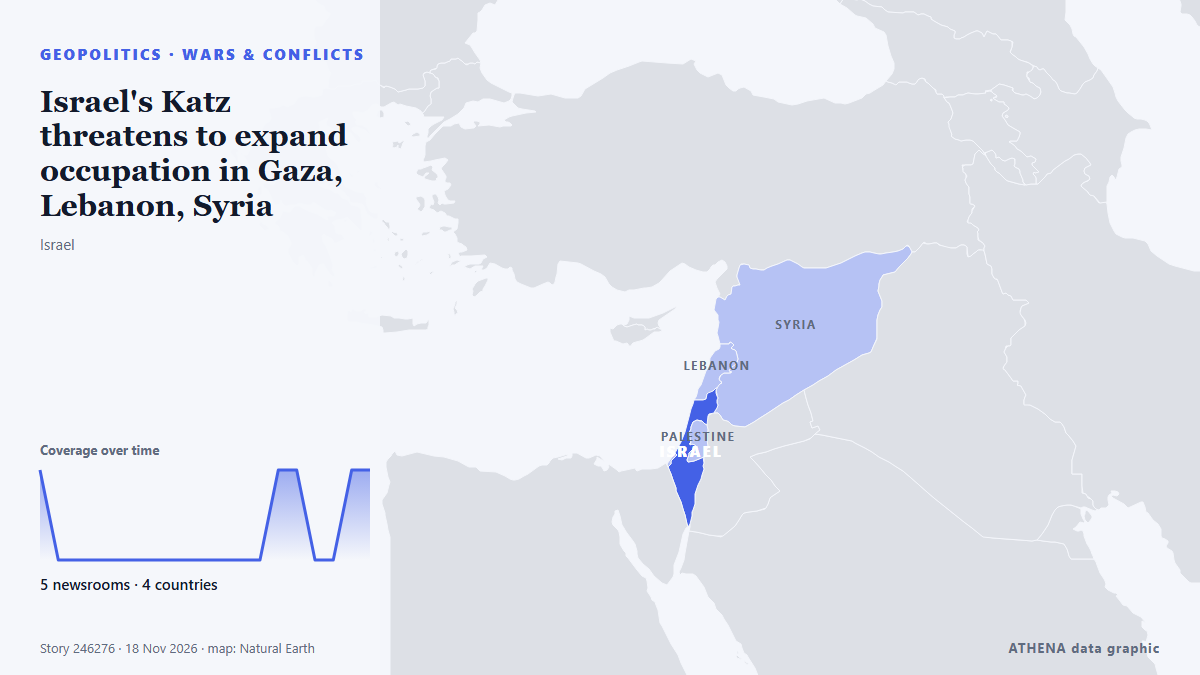 GEOPOLITICS · WARS & CONFLICTS
Israel's Katz
threatens to expand
occupation in Gaza,
Lebanon, Syria
Israel
SYRIA
LEBANON
PALESTINE
ISRAEL
Coverage over time
5 newsrooms · 4 countries
Story 246276 · 18 Nov 2026 · map: Natural Earth
ATHENA data graphic